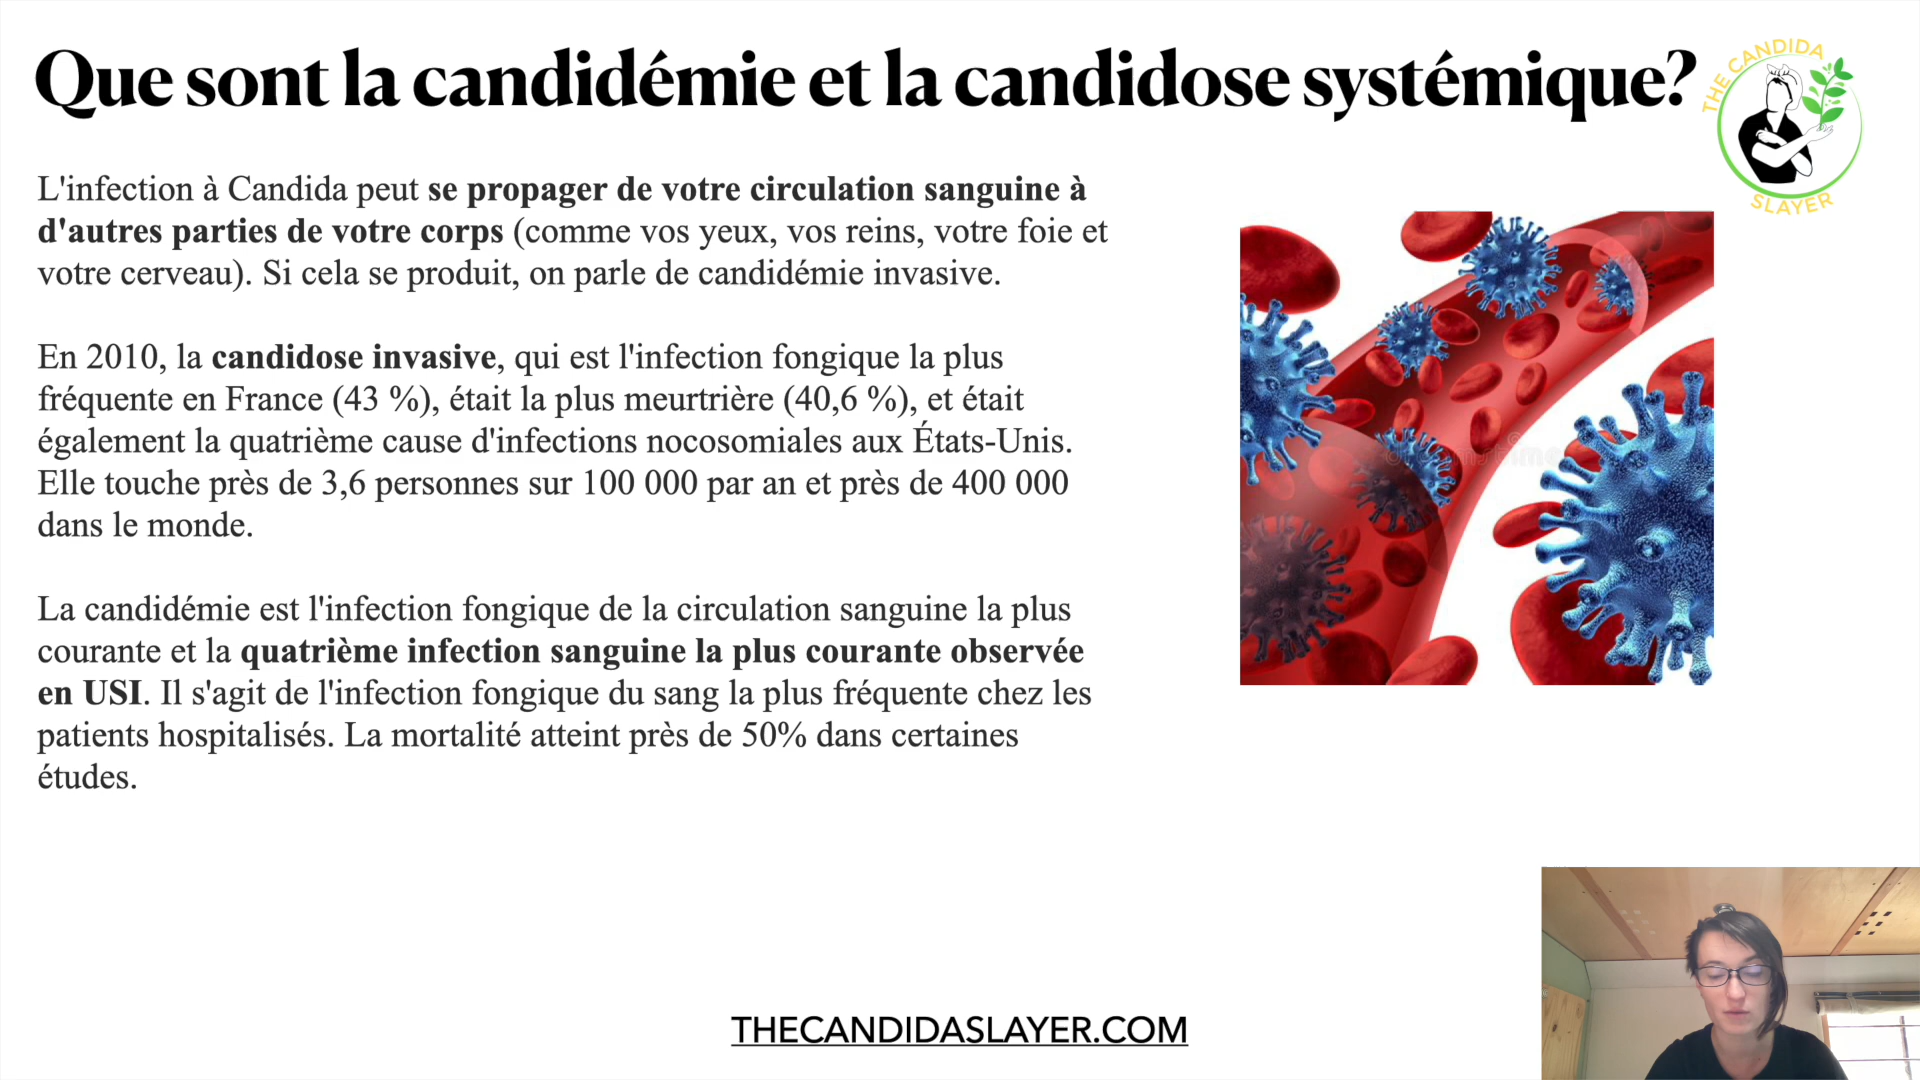 Que sont la candidémie et la candidose systémique?
THE CANDIDA
SLAYER
L'infection à Candida peut se propager de votre circulation sanguine à
d'autres parties de votre corps (comme vos yeux, vos reins, votre foie et
votre cerveau). Si cela se produit, on parle de candidémie invasive.
En 2010, la candidose invasive, qui est l'infection fongique la plus
fréquente en France (43 %), était la plus meurtrière (40,6 %), et était
également la quatrième cause d'infections nocosomiales aux États-Unis.
Elle touche près de 3,6 personnes sur 100 000 par an et près de 400 000
dans le monde.
La candidémie est l'infection fongique de la circulation sanguine la plus
courante et la quatrième infection sanguine la plus courante observée
en USI. Il s'agit de l'infection fongique du sang la plus fréquente chez les
patients hospitalisés. La mortalité atteint près de 50% dans certaines
études.
THECANDIDASLAYER.COM